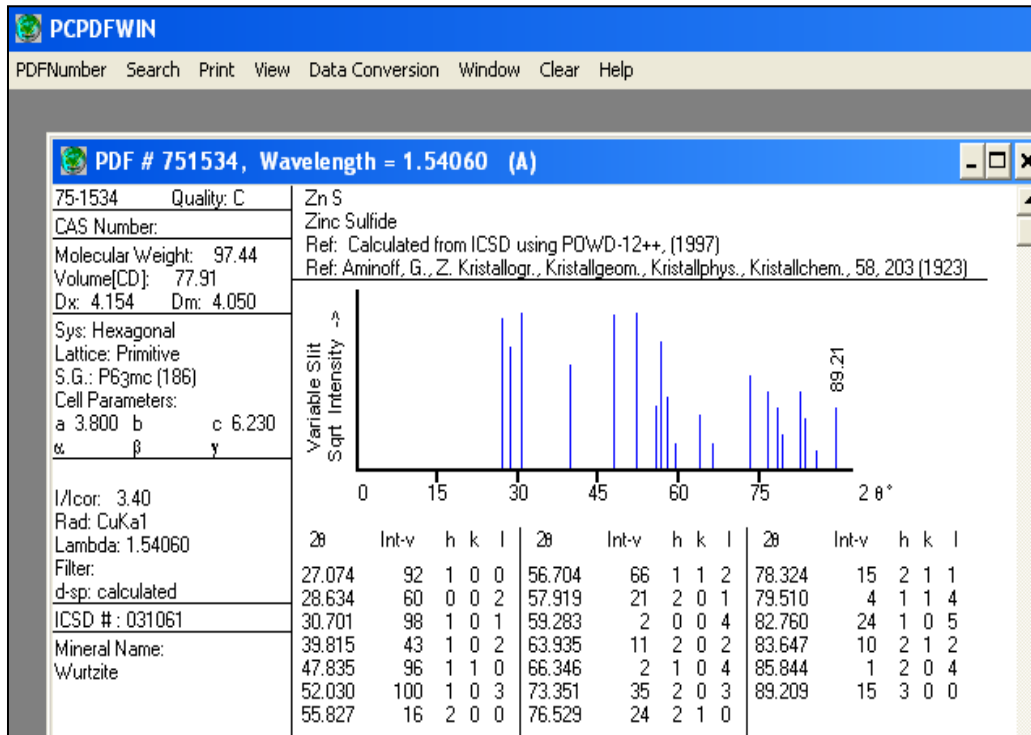 PCPDFWIN
PDFNumber Search Print View Data Conversion Window Clear Help
PDF # 751534, Wavelength = 1.54060 (A)
75-1534 Quality: C
CAS Number:
Molecular Weight: 97.44
Volume[CD]: 77.91
Dx: 4.154 Dm: 4.050
Sys: Hexagonal
Lattice: Primitive
S.G.: P63mc (186)
Cell Parameters:
a 3.800 b c 6.230
α β γ
I/Icor: 3.40
Rad: CuKa1
Lambda: 1.54060
Filter:
d-sp: calculated
ICSD # : 031061
Mineral Name:
Wurtzite
Zn S
Zinc Sulfide
Ref: Calculated from ICSD using POWD-12++, (1997)
Ref: Aminoff, G., Z. Kristallogr., Kristallgeom., Kristallphys., Kristallchem., 58, 203 (1923)
Variable Slit
Sqrt Intensity ->
89.21
0 15 30 45 60 75 2 θ°
2θ Int-v h k l 2θ Int-v h k l 2θ Int-v h k l
27.074 92 1 0 0 56.704 66 1 1 2 78.324 15 2 1 1
28.634 60 0 0 2 57.919 21 2 0 1 79.510 4 1 1 4
30.701 98 1 0 1 59.283 2 0 0 4 82.760 24 1 0 5
39.815 43 1 0 2 63.935 11 2 0 2 83.647 10 2 1 2
47.835 96 1 1 0 66.346 2 1 0 4 85.844 1 2 0 4
52.030 100 1 0 3 73.351 35 2 0 3 89.209 15 3 0 0
55.827 16 2 0 0 76.529 24 2 1 0